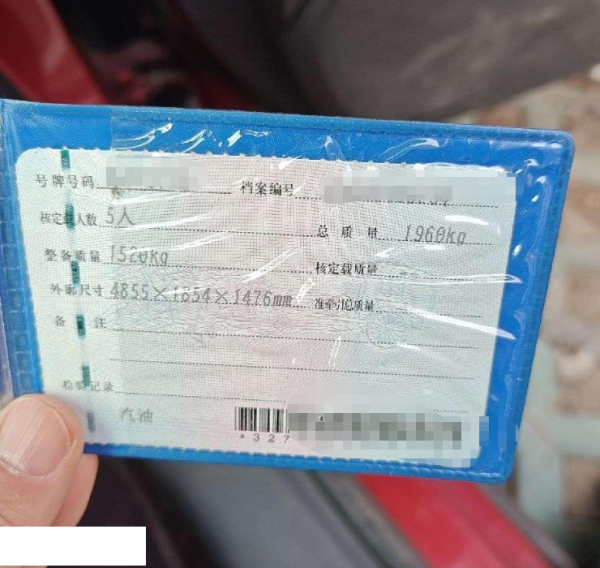 号牌号码 档案编号
核定载人数 5人 总质量 1960kg
整备质量 1520kg 核定载质量
外廓尺寸 4855×1854×1476mm 准牵引总质量
备注
检验记录
汽油
*327